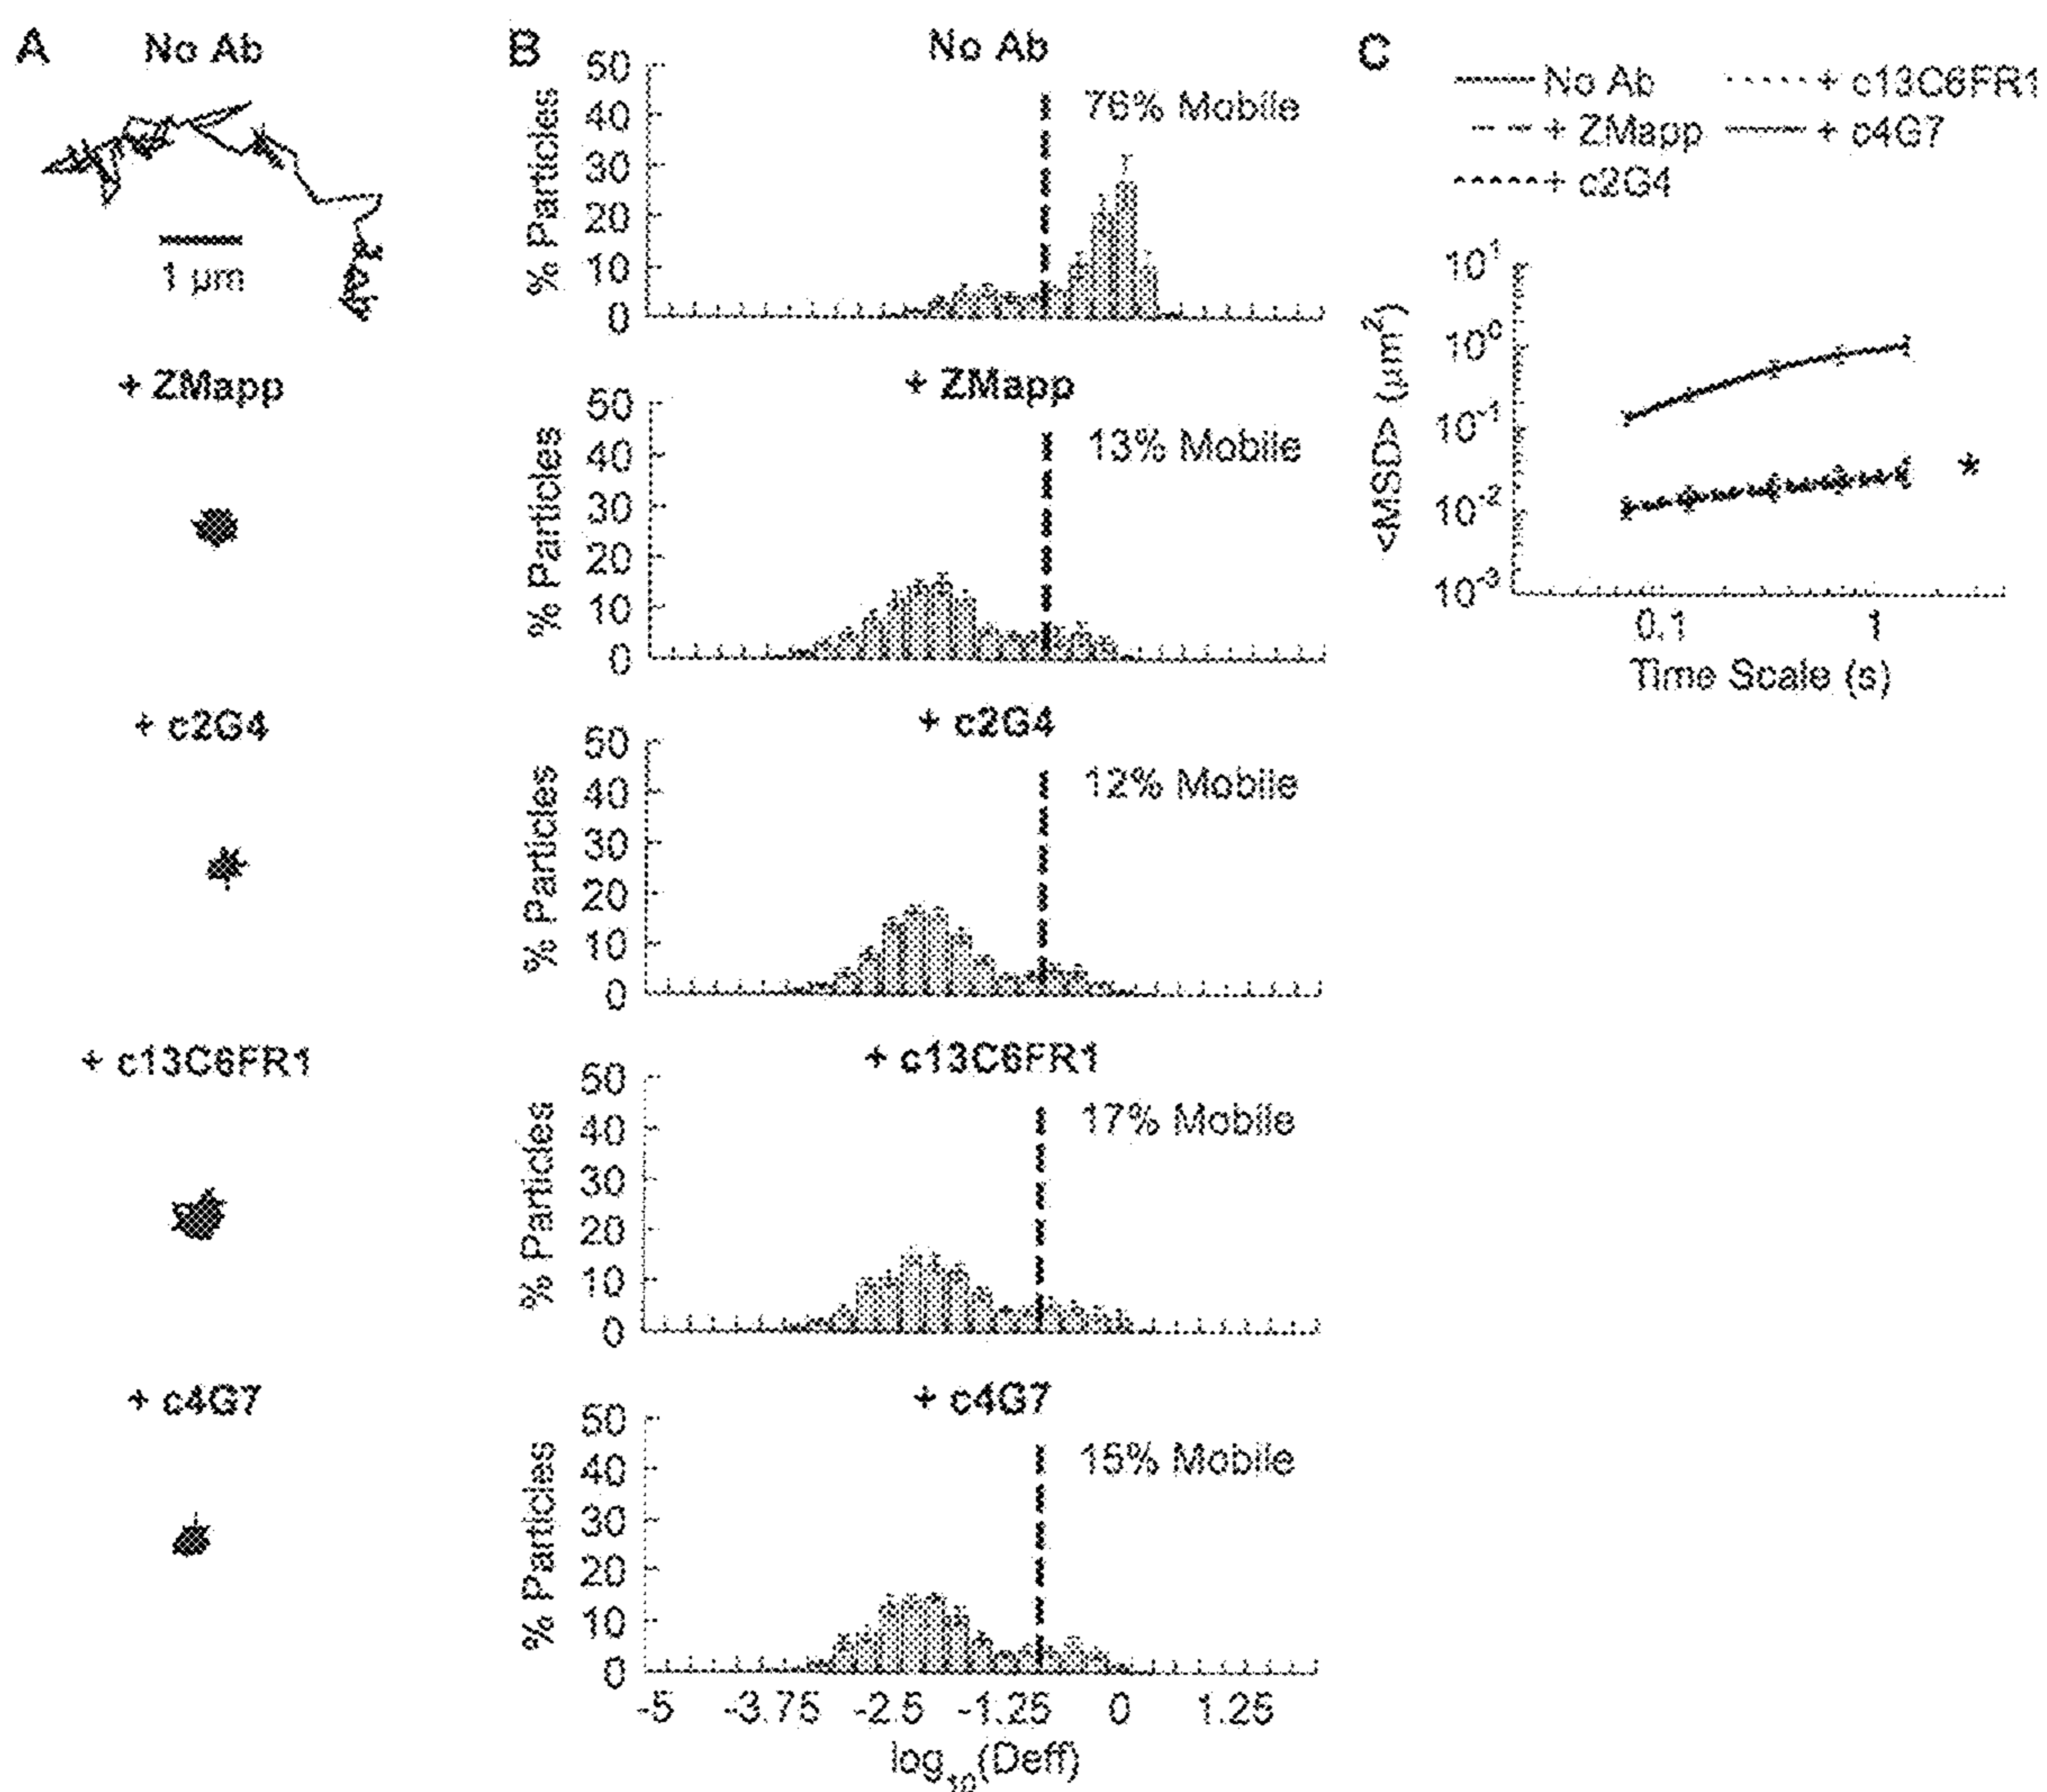 A
No Ab
1 µm
+ ZMapp
+ c2G4
+ c13C6FR1
+ c4G7
B
No Ab
% Particles
50
40
30
20
10
0
76% Mobile
+ ZMapp
% Particles
50
40
30
20
10
0
13% Mobile
+ c2G4
% Particles
50
40
30
20
10
0
12% Mobile
+ c13C6FR1
% Particles
50
40
30
20
10
0
17% Mobile
+ c4G7
% Particles
50
40
30
20
10
0
15% Mobile
-5 -3.75 -2.5 -1.25 0 1.25
log₁₀(Deff)
C
No Ab + c13C6FR1
+ ZMapp + c4G7
+ c2G4
<MSD> (µm²)
10¹
10⁰
10⁻¹
10⁻²
10⁻³
*
0.1 1
Time Scale (s)